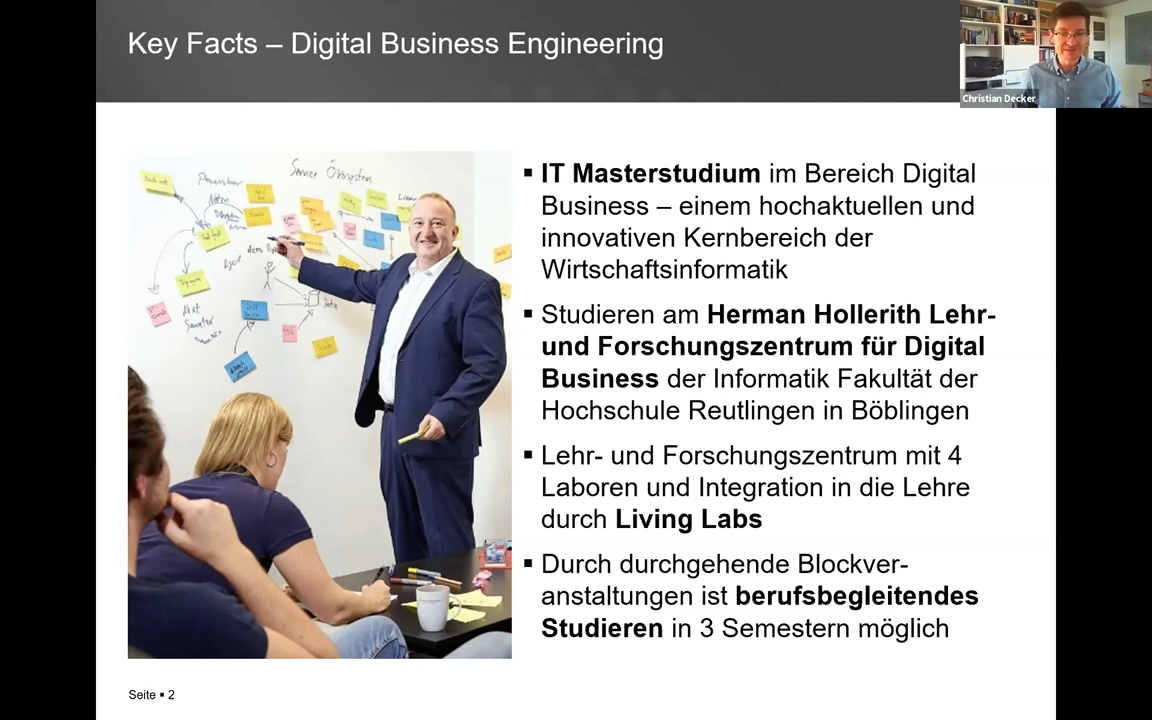 Key Facts – Digital Business Engineering
Christian Decker
Service Ökosystem
▪ IT Masterstudium im Bereich Digital
Business – einem hochaktuellen und
innovativen Kernbereich der
Wirtschaftsinformatik
▪ Studieren am Herman Hollerith Lehr-
und Forschungszentrum für Digital
Business der Informatik Fakultät der
Hochschule Reutlingen in Böblingen
▪ Lehr- und Forschungszentrum mit 4
Laboren und Integration in die Lehre
durch Living Labs
▪ Durch durchgehende Blockver-
anstaltungen ist berufsbegleitendes
Studieren in 3 Semestern möglich
Seite ▪ 2